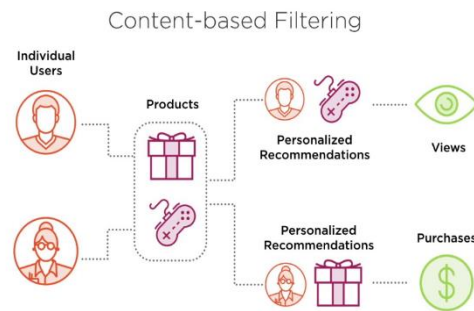 Content-based Filtering
Individual
Users
Products
Personalized
Recommendations
Views
Personalized
Recommendations
Purchases
$